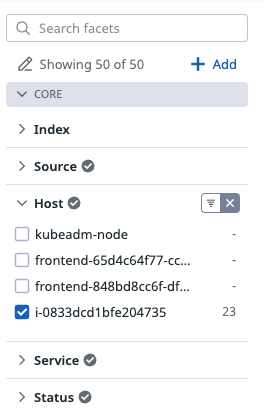 Search facets
Showing 50 of 50
Add
CORE
Index
Source
Host
kubeadm-node -
frontend-65d4c64f77-cc... -
frontend-848bd8cc6f-df... -
i-0833dcd1bfe204735 23
Service
Status